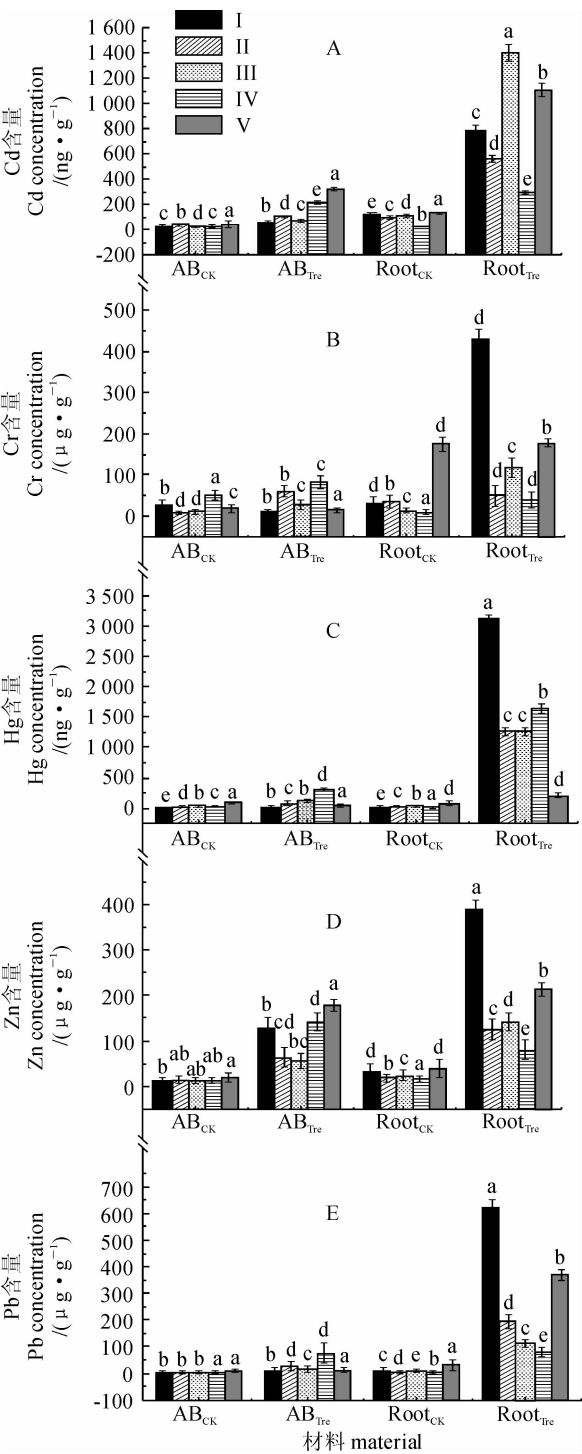 I
II
III
IV
V
A
Cd含量
Cd concentration
/(ng·g⁻¹)
1 600
1 400
1 200
1 000
800
600
400
200
0
-200
c b d c a
b d c e a
e c d b a
c d a e b
AB_CK AB_Tre Root_CK Root_Tre
B
Cr含量
Cr concentration
/(μg·g⁻¹)
500
400
300
200
100
0
b d d a c
b b c d a
d b c a d
d d c d b
AB_CK AB_Tre Root_CK Root_Tre
C
Hg含量
Hg concentration
/(ng·g⁻¹)
3 500
3 000
2 500
2 000
1 500
1 000
500
0
e d b c a
b c b d a
e c b a d
a c c b d
AB_CK AB_Tre Root_CK Root_Tre
D
Zn含量
Zn concentration
/(μg·g⁻¹)
400
300
200
100
0
b ab ab ab a
b cd bc d a
d b c a d
a c d e b
AB_CK AB_Tre Root_CK Root_Tre
E
Pb含量
Pb concentration
/(μg·g⁻¹)
700
600
500
400
300
200
100
0
-100
b b b a a
b d c d a
c d e b a
a d c e b
AB_CK AB_Tre Root_CK Root_Tre
材料 material